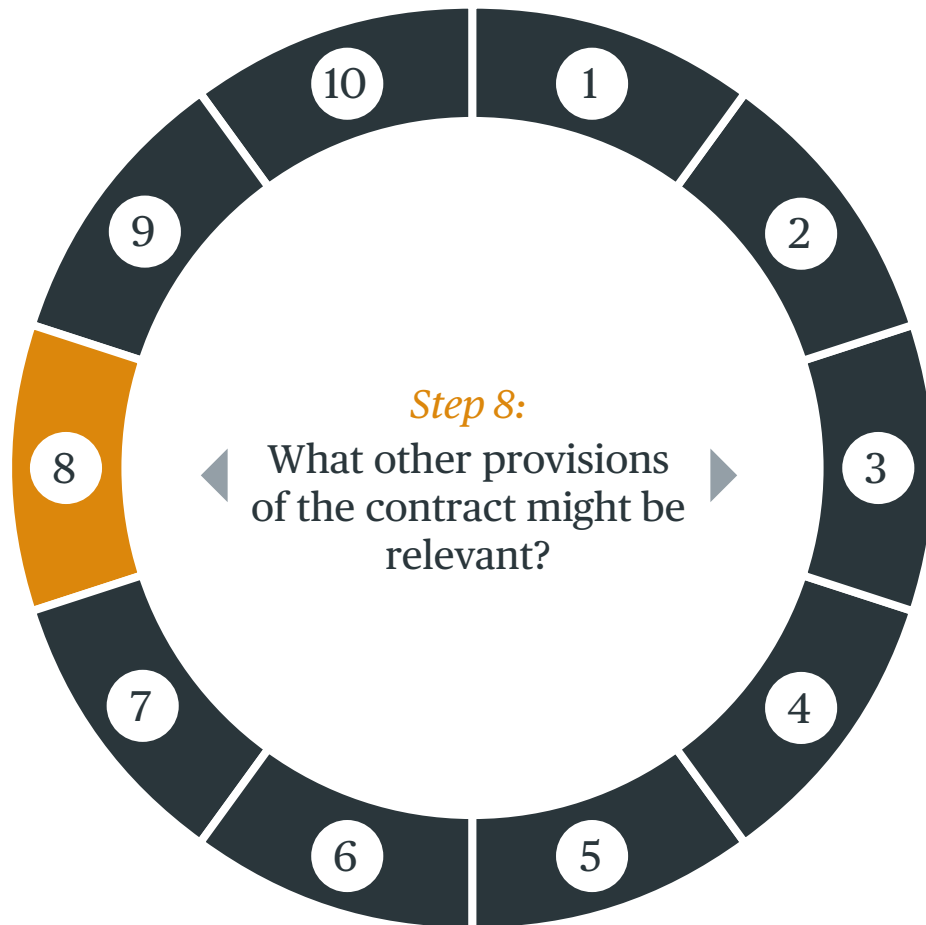 10
1
9
2
Step 8:
What other provisions
of the contract might be
relevant?
8
3
7
4
6
5